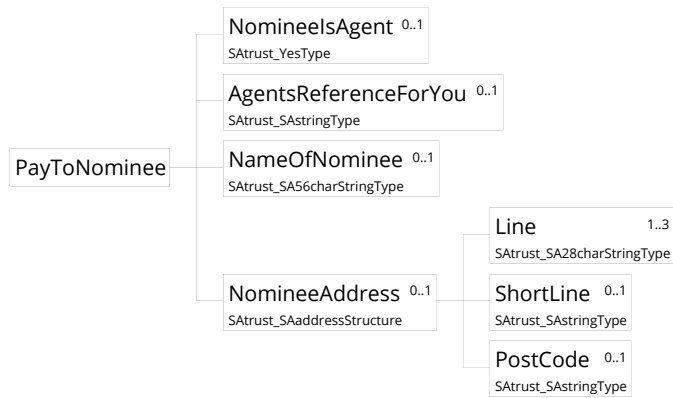 NomineeIsAgent 0..1
SAtrust_YesType
AgentsReferenceForYou 0..1
SAtrust_SAstringType
PayToNominee
NameOfNominee 0..1
SAtrust_SA56charStringType
Line 1..3
SAtrust_SA28charStringType
NomineeAddress 0..1
SAtrust_SAaddressStructure
ShortLine 0..1
SAtrust_SAstringType
PostCode 0..1
SAtrust_SAstringType